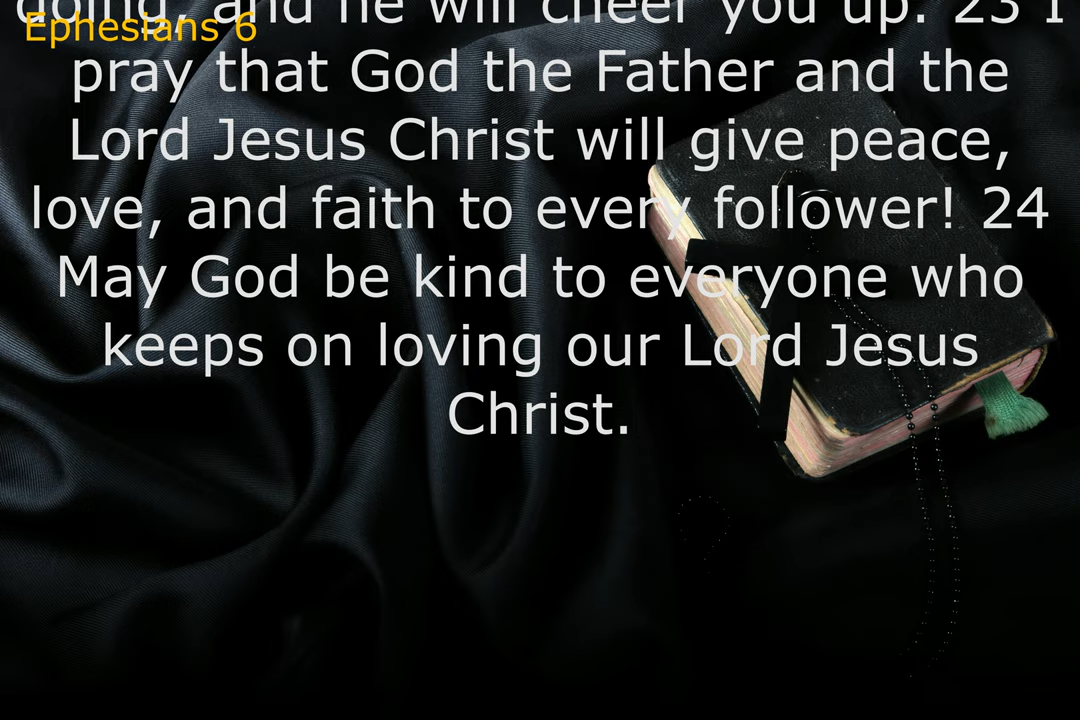 going, and he will cheer you up. 23 I
Ephesians 6
pray that God the Father and the
Lord Jesus Christ will give peace,
love, and faith to every follower! 24
May God be kind to everyone who
keeps on loving our Lord Jesus
Christ.